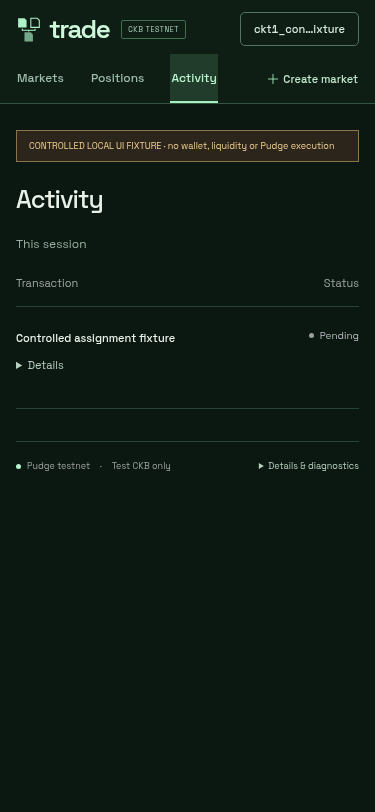 trade
CKB TESTNET
ckt1_con…ixture
Markets
Positions
Activity
Create market
CONTROLLED LOCAL UI FIXTURE · no wallet, liquidity or Pudge execution
Activity
This session
Transaction
Status
Controlled assignment fixture
Pending
Details
Pudge testnet · Test CKB only
Details & diagnostics